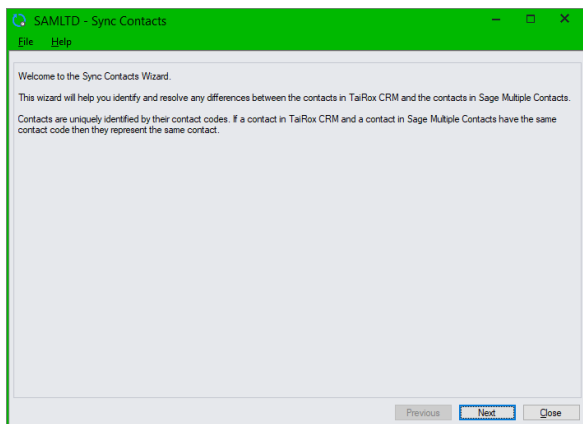 SAMLTD - Sync Contacts
File Help
Welcome to the Sync Contacts Wizard.
This wizard will help you identify and resolve any differences between the contacts in TaiRox CRM and the contacts in Sage Multiple Contacts.
Contacts are uniquely identified by their contact codes. If a contact in TaiRox CRM and a contact in Sage Multiple Contacts have the same
contact code then they represent the same contact.
Previous Next Close